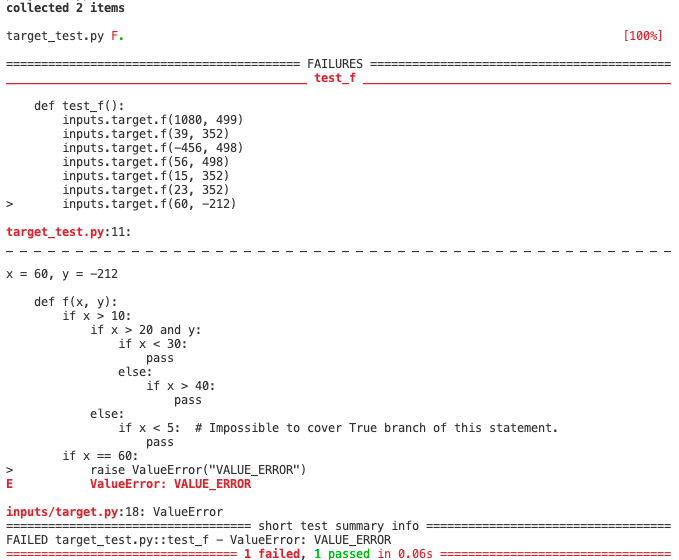 collected 2 items
target_test.py F. [100%]
========================================== FAILURES ===========================================
___________________________________________ test_f ____________________________________________
    def test_f():
        inputs.target.f(1080, 499)
        inputs.target.f(39, 352)
        inputs.target.f(-456, 498)
        inputs.target.f(56, 498)
        inputs.target.f(15, 352)
        inputs.target.f(23, 352)
>       inputs.target.f(60, -212)
target_test.py:11:
_ _ _ _ _ _ _ _ _ _ _ _ _ _ _ _ _ _ _ _ _ _ _ _ _ _ _ _ _ _ _ _ _ _ _ _ _ _ _ _ _ _ _ _ _ _ _ _
x = 60, y = -212
    def f(x, y):
        if x > 10:
            if x > 20 and y:
                if x < 30:
                    pass
                else:
                    if x > 40:
                        pass
            else:
                if x < 5:  # Impossible to cover True branch of this statement.
                    pass
        if x == 60:
>           raise ValueError("VALUE_ERROR")
E           ValueError: VALUE_ERROR
inputs/target.py:18: ValueError
=================================== short test summary info ===================================
FAILED target_test.py::test_f - ValueError: VALUE_ERROR
================================= 1 failed, 1 passed in 0.06s =================================